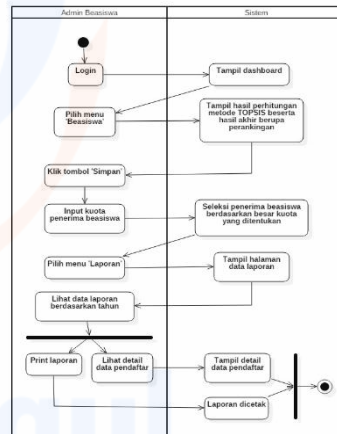 Admin Beasiswa
Sistem
Login
Tampil dashboard
Pilih menu
'Beasiswa'
Tampil hasil perhitungan
metode TOPSIS beserta
hasil akhir berupa
perankingan
Klik tombol 'Simpan'
Input kuota
penerima beasiswa
Seleksi penerima beasiswa
berdasarkan besar kuota
yang ditentukan
Pilih menu 'Laporan'
Tampil halaman
data laporan
Lihat data laporan
berdasarkan tahun
Print laporan
Lihat detail
data pendaftar
Tampil detail
data pendaftar
Laporan dicetak